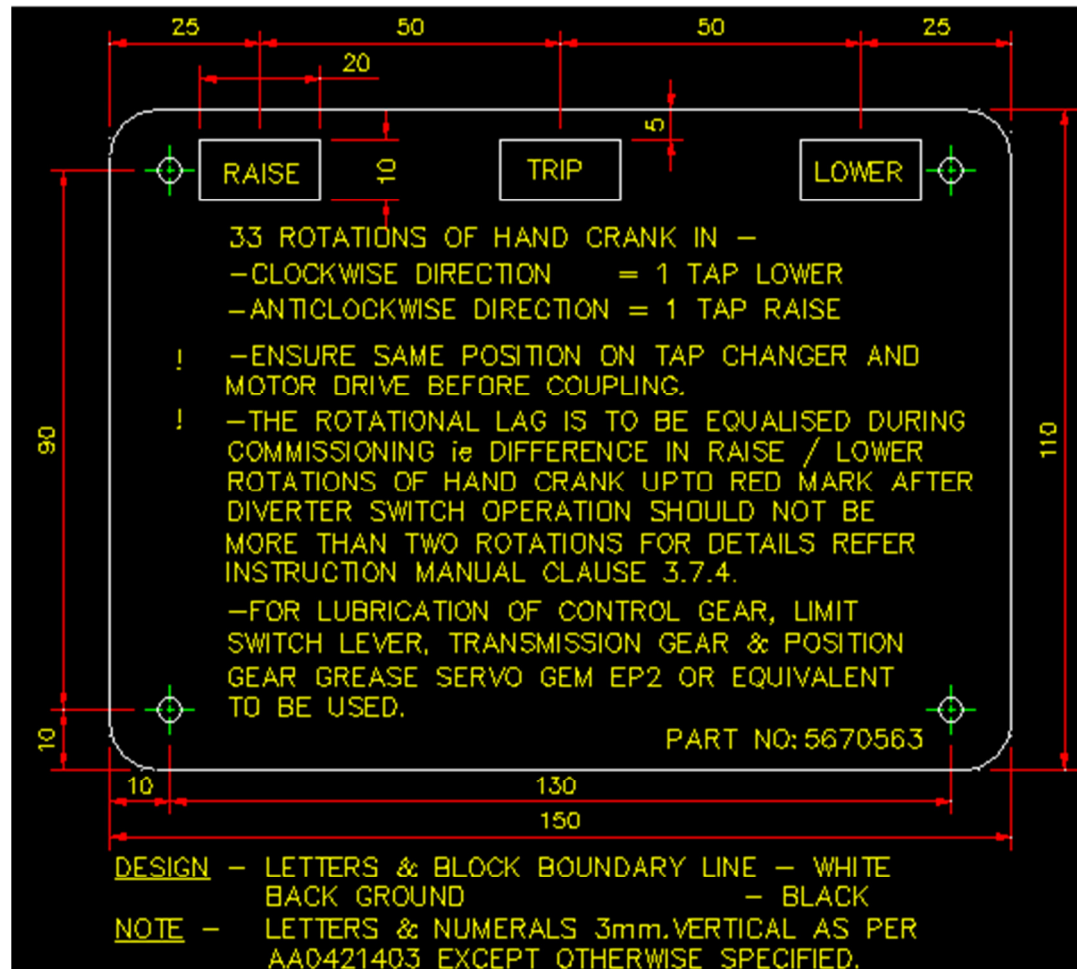 25 50 50 25
20
5
RAISE 10 TRIP LOWER
33 ROTATIONS OF HAND CRANK IN –
–CLOCKWISE DIRECTION = 1 TAP LOWER
–ANTICLOCKWISE DIRECTION = 1 TAP RAISE
! –ENSURE SAME POSITION ON TAP CHANGER AND
MOTOR DRIVE BEFORE COUPLING.
! –THE ROTATIONAL LAG IS TO BE EQUALISED DURING
COMMISSIONING ie DIFFERENCE IN RAISE / LOWER
90
110
ROTATIONS OF HAND CRANK UPTO RED MARK AFTER
DIVERTER SWITCH OPERATION SHOULD NOT BE
MORE THAN TWO ROTATIONS FOR DETAILS REFER
INSTRUCTION MANUAL CLAUSE 3.7.4.
–FOR LUBRICATION OF CONTROL GEAR, LIMIT
SWITCH LEVER, TRANSMISSION GEAR & POSITION
GEAR GREASE SERVO GEM EP2 OR EQUIVALENT
TO BE USED.
10
PART NO: 5670563
10 130
150
DESIGN – LETTERS & BLOCK BOUNDARY LINE – WHITE
BACK GROUND – BLACK
NOTE – LETTERS & NUMERALS 3mm.VERTICAL AS PER
AA0421403 EXCEPT OTHERWISE SPECIFIED.